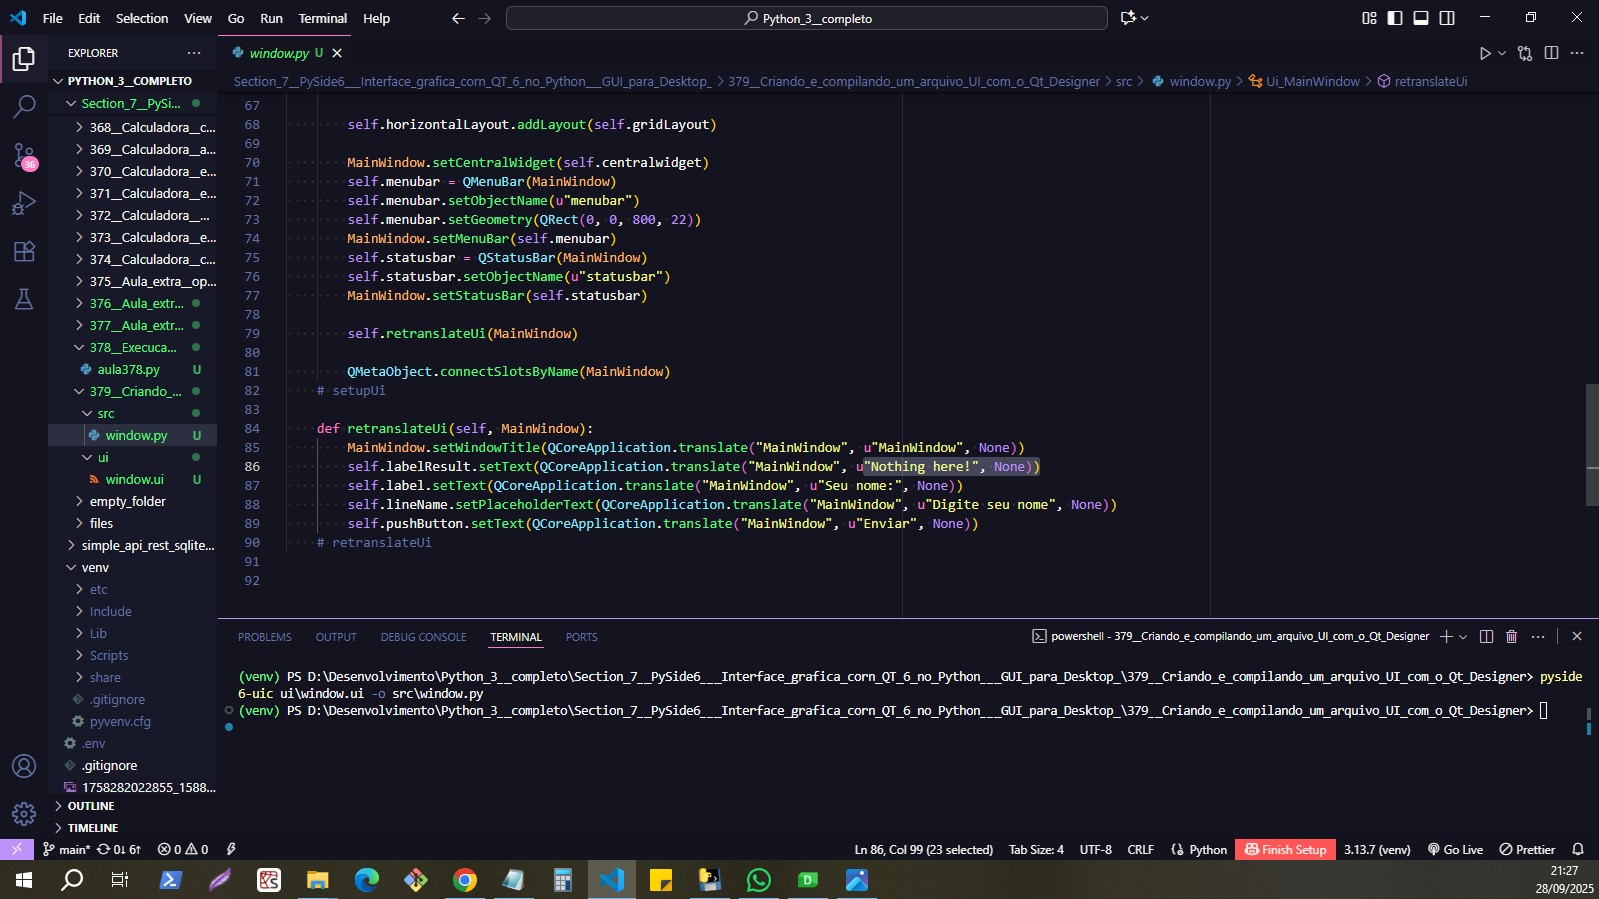 File Edit Selection View Go Run Terminal Help
Python_3__completo
EXPLORER
window.py U
PYTHON_3__COMPLETO
Section_7__PySide6___Interface_grafica_corn_QT_6_no_Python___GUI_para_Desktop_ > 379__Criando_e_compilando_um_arquivo_UI_com_o_Qt_Designer > src > window.py > Ui_MainWindow > retranslateUi
Section_7__PySi...
368__Calculadora__c...
369__Calculadora__a...
370__Calculadora__e...
371__Calculadora__e...
372__Calculadora__...
373__Calculadora__e...
374__Calculadora__c...
375__Aula_extra__op...
376__Aula_extr...
377__Aula_extr...
378__Execuca...
aula378.py U
379__Criando_...
src
window.py U
ui
window.ui U
empty_folder
files
simple_api_rest_sqlite...
venv
etc
Include
Lib
Scripts
share
.gitignore
pyvenv.cfg
.env
.gitignore
1758282022855_1588...
OUTLINE
TIMELINE
67
68 self.horizontalLayout.addLayout(self.gridLayout)
69
70 MainWindow.setCentralWidget(self.centralwidget)
71 self.menubar = QMenuBar(MainWindow)
72 self.menubar.setObjectName(u"menubar")
73 self.menubar.setGeometry(QRect(0, 0, 800, 22))
74 MainWindow.setMenuBar(self.menubar)
75 self.statusbar = QStatusBar(MainWindow)
76 self.statusbar.setObjectName(u"statusbar")
77 MainWindow.setStatusBar(self.statusbar)
78
79 self.retranslateUi(MainWindow)
80
81 QMetaObject.connectSlotsByName(MainWindow)
82 # setupUi
83
84 def retranslateUi(self, MainWindow):
85 MainWindow.setWindowTitle(QCoreApplication.translate("MainWindow", u"MainWindow", None))
86 self.labelResult.setText(QCoreApplication.translate("MainWindow", u"Nothing here!", None))
87 self.label.setText(QCoreApplication.translate("MainWindow", u"Seu nome:", None))
88 self.lineName.setPlaceholderText(QCoreApplication.translate("MainWindow", u"Digite seu nome", None))
89 self.pushButton.setText(QCoreApplication.translate("MainWindow", u"Enviar", None))
90 # retranslateUi
91
92
PROBLEMS OUTPUT DEBUG CONSOLE TERMINAL PORTS
powershell - 379__Criando_e_compilando_um_arquivo_UI_com_o_Qt_Designer
(venv) PS D:\Desenvolvimento\Python_3__completo\Section_7__PySide6___Interface_grafica_corn_QT_6_no_Python___GUI_para_Desktop_\379__Criando_e_compilando_um_arquivo_UI_com_o_Qt_Designer> pyside
6-uic ui\window.ui -o src\window.py
(venv) PS D:\Desenvolvimento\Python_3__completo\Section_7__PySide6___Interface_grafica_corn_QT_6_no_Python___GUI_para_Desktop_\379__Criando_e_compilando_um_arquivo_UI_com_o_Qt_Designer>
36
main* 0↓ 6↑ 0 0
Ln 86, Col 99 (23 selected) Tab Size: 4 UTF-8 CRLF Python Finish Setup 3.13.7 (venv) Go Live Prettier
21:27
28/09/2025